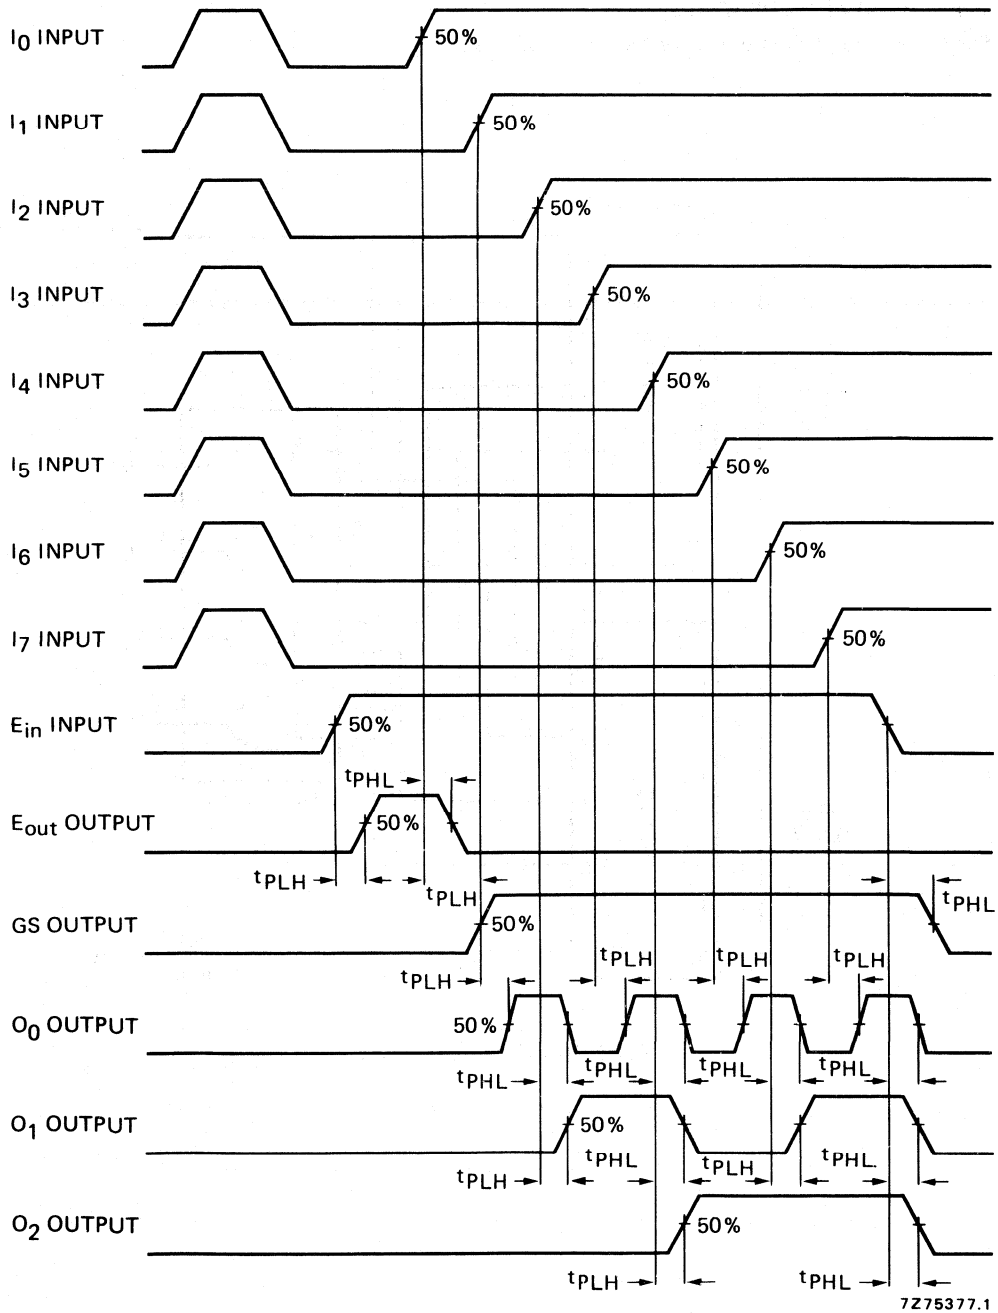 I0 INPUT
50%
I1 INPUT
50%
I2 INPUT
50%
I3 INPUT
50%
I4 INPUT
50%
I5 INPUT
50%
I6 INPUT
50%
I7 INPUT
50%
Ein INPUT
50%
tPHL
Eout OUTPUT
50%
tPLH
tPLH
tPHL
GS OUTPUT
50%
tPLH
tPLH
tPLH
tPLH
O0 OUTPUT
50%
tPHL
tPHL
tPHL
tPHL
O1 OUTPUT
50%
tPLH
tPHL
tPLH
tPHL.
O2 OUTPUT
50%
tPLH
tPHL
7Z75377.1